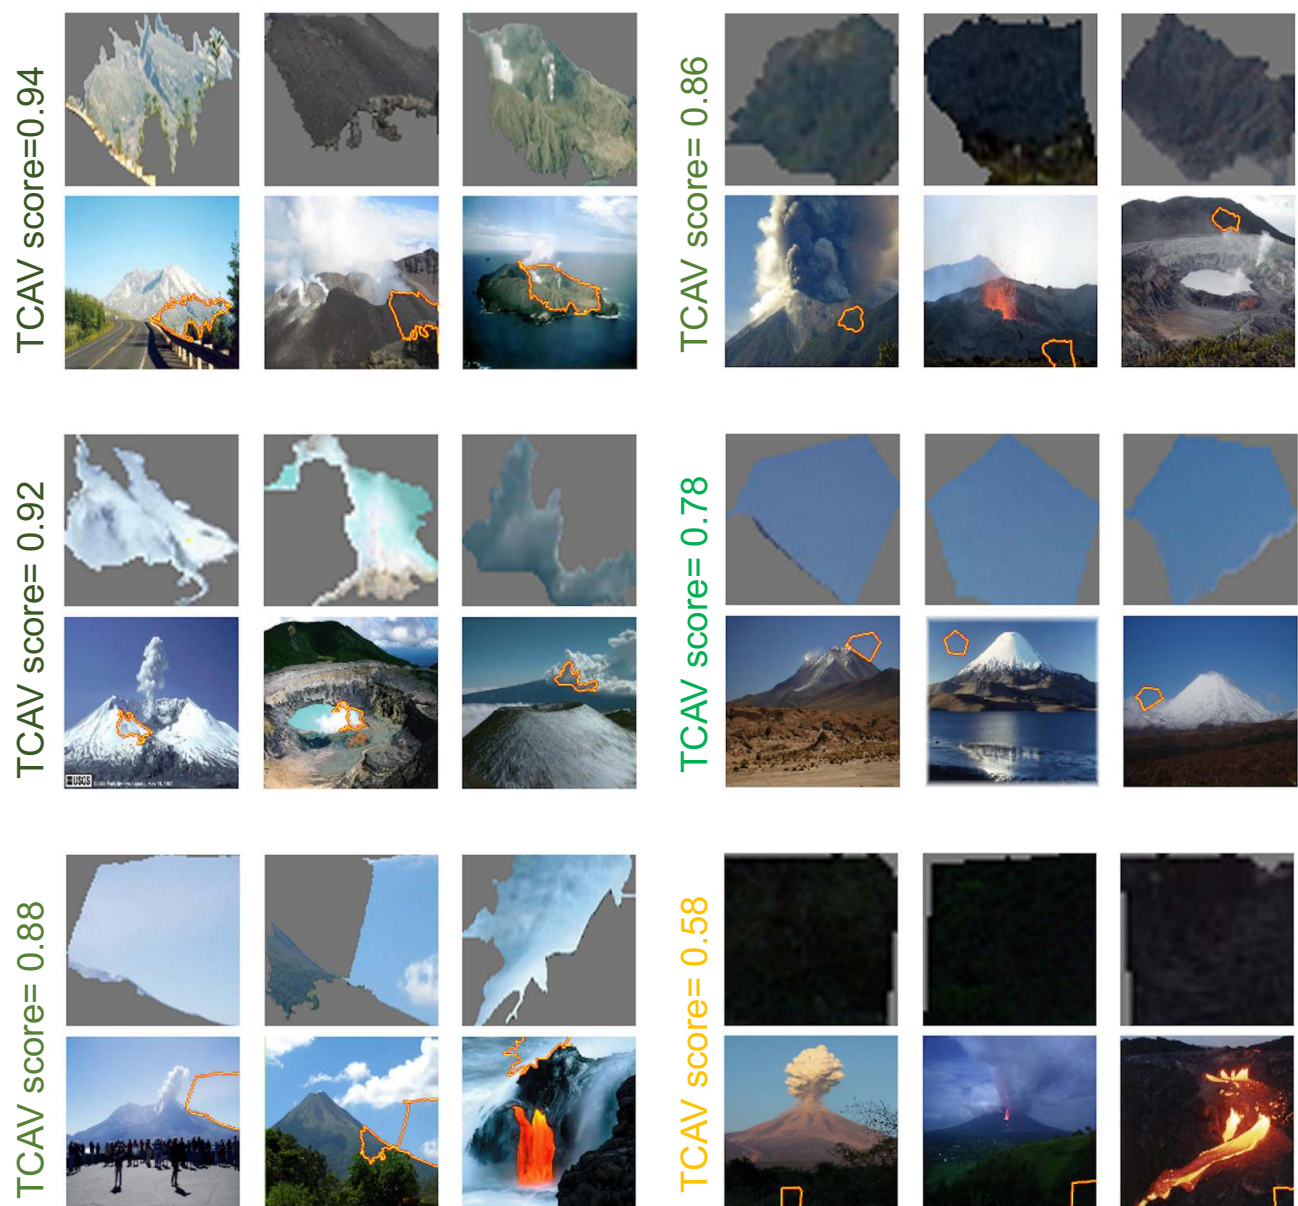 TCAV score=0.94
TCAV score= 0.86
TCAV score= 0.92
TCAV score= 0.78
USGS
TCAV score= 0.88
TCAV score= 0.58